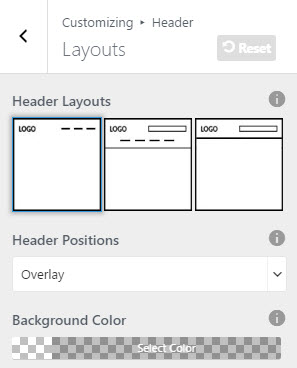 Customizing ▸ Header
Layouts
Reset
Header Layouts
LOGO
LOGO
LOGO
Header Positions
Overlay
Background Color
Select Color